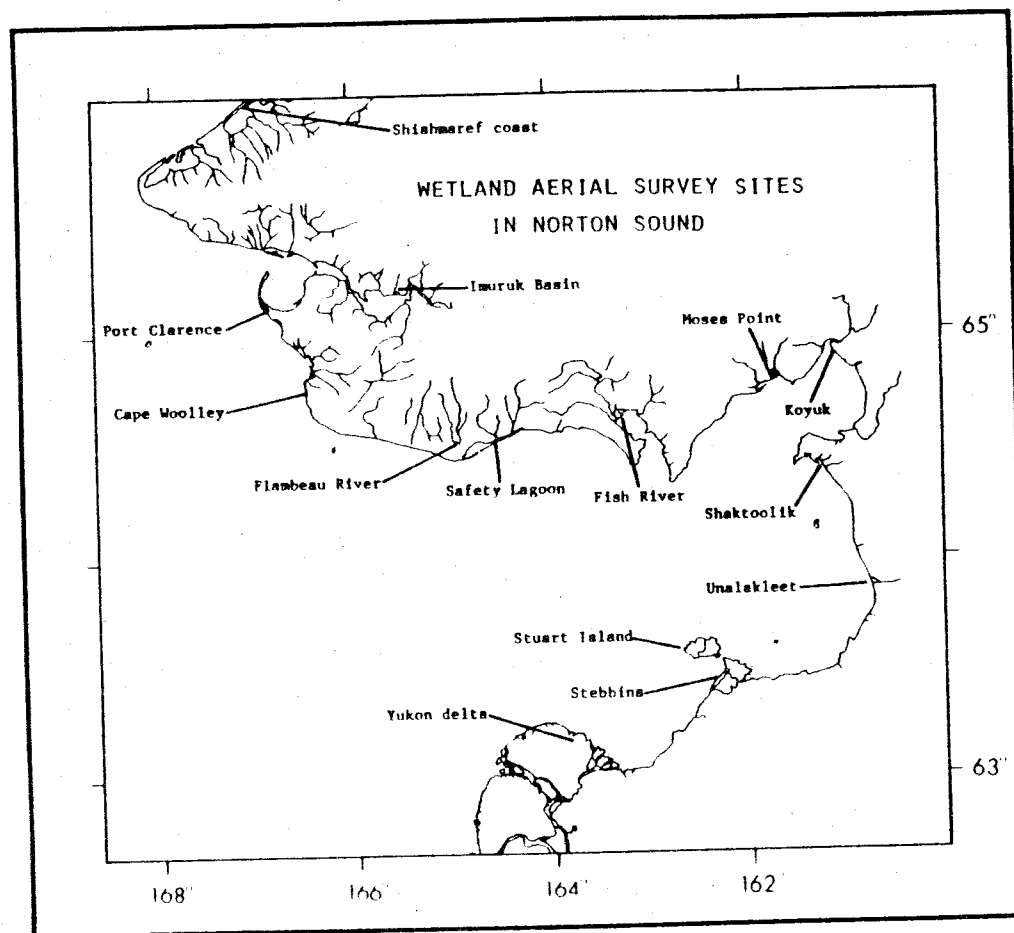 Shishmaref coast
WETLAND AERIAL SURVEY SITES
IN NORTON SOUND
Imuruk Basin
Port Clarence
Moses Point
65°
Cape Woolley
Koyuk
Flambeau River
Safety Lagoon
Fish River
Shaktoolik
Unalakleet
Stuart Island
Stebbins
Yukon delta
63°
168°
166°
164°
162